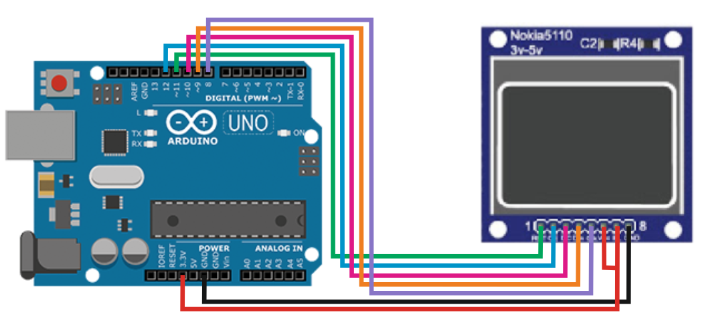 Nokia5110
3v-5v
C2
R4
AREF
GND
13
12
~11
~10
~9
8
7
~6
~5
4
~3
2
TX-1
RX-0
DIGITAL (PWM ~)
L
TX
RX
UNO
ARDUINO
ON
POWER
ANALOG IN
IOREF
RESET
3.3V
5V
GND
GND
Vin
A0
A1
A2
A3
A4
A5
1
8